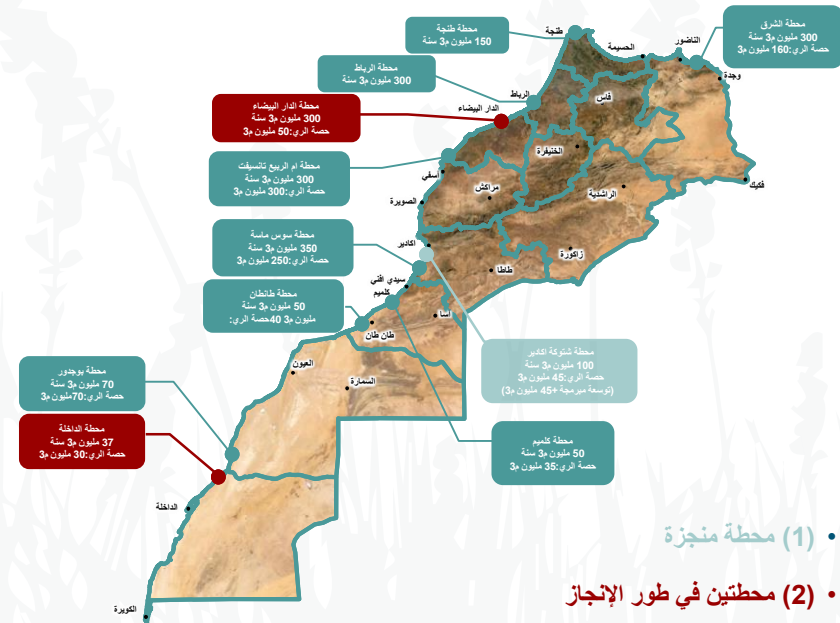 محطة الشرق
300 مليون م3 سنة
حصة الري:160 مليون م3
محطة طنجة
150 مليون م3 سنة
محطة الرباط
300 مليون م3 سنة
محطة الدار البيضاء
300 مليون م3 سنة
حصة الري:50 مليون م3
محطة ام الربيع تانسيفت
300 مليون م3 سنة
حصة الري:300 مليون م3
محطة سوس ماسة
350 مليون م3 سنة
حصة الري:250 مليون م3
محطة طانطان
50 مليون م3 سنة
مليون م3 40حصة الري:
محطة بوجدور
70 مليون م3 سنة
حصة الري:70مليون م3
محطة الداخلة
37 مليون م3 سنة
حصة الري:30 مليون م3
محطة شتوكة اكادير
100 مليون م3 سنة
حصة الري:45 مليون م3
(توسعة مبرمجة +45 مليون م3)
محطة كلميم
50 مليون م3 سنة
حصة الري:35 مليون م3
طنجة
الحسيمة
الناضور
وجدة
الرباط
فاس
الدار البيضاء
الخنيفرة
أسفي
مراكش
الراشدية
فكيك
الصويرة
اكادير
زاكورة
طاطا
سيدي افني
كلميم
أسا
طان طان
العيون
السمارة
الداخلة
الكويرة
• (1) محطة منجزة
• (2) محطتين في طور الإنجاز